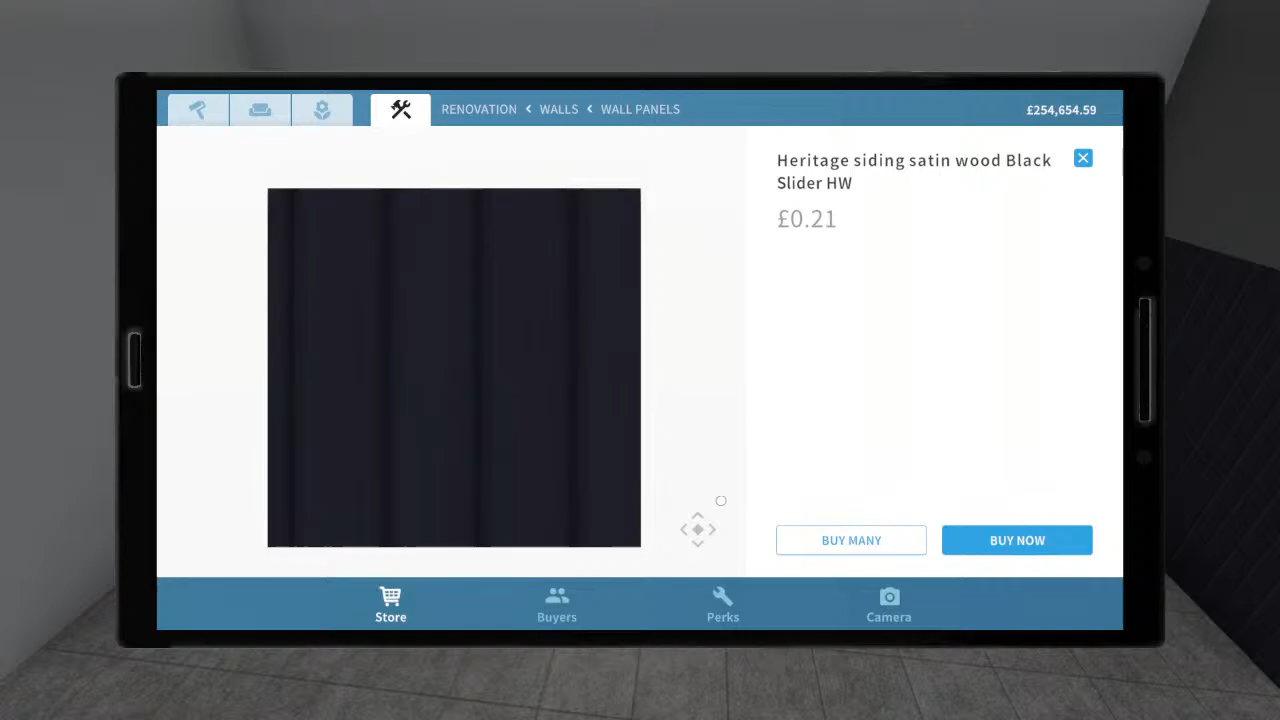 RENOVATION < WALLS < WALL PANELS
£254,654.59
Heritage siding satin wood Black
Slider HW
£0.21
BUY MANY
BUY NOW
Store
Buyers
Perks
Camera